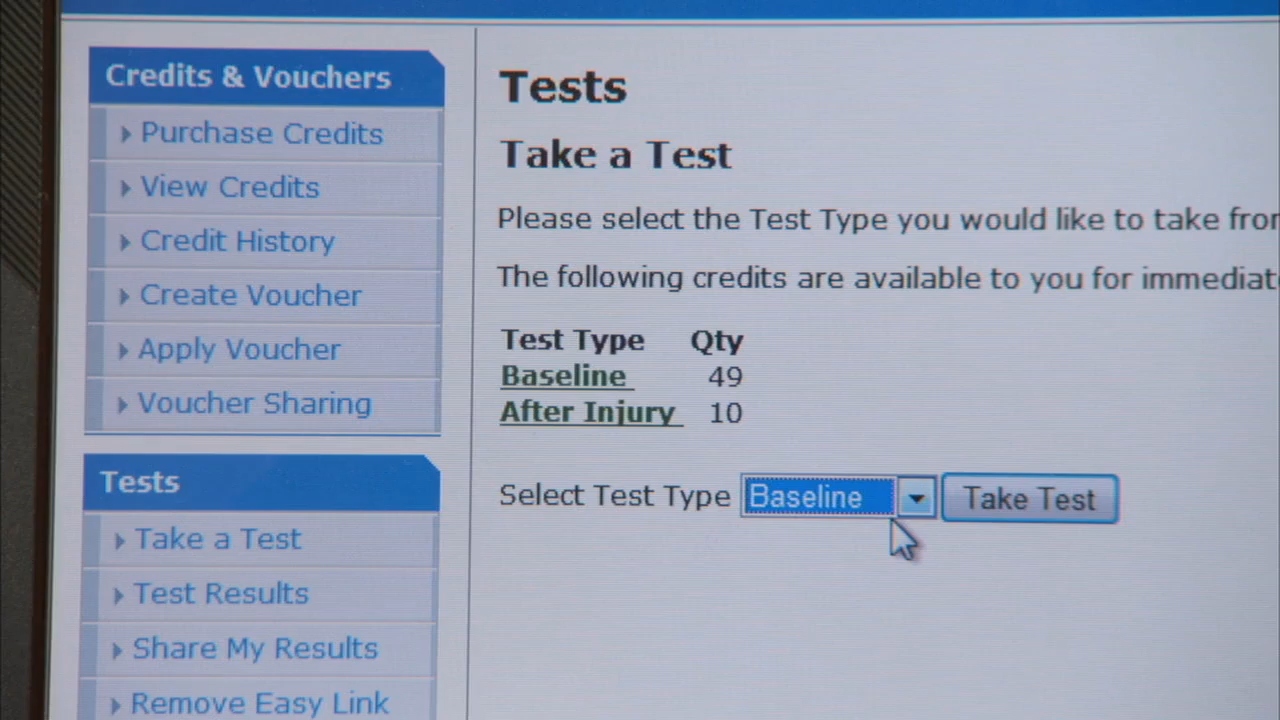 Credits & Vouchers
Purchase Credits
View Credits
Credit History
Create Voucher
Apply Voucher
Voucher Sharing
Tests
Take a Test
Test Results
Share My Results
Remove Easy Link
Tests
Take a Test
Please select the Test Type you would like to take
The following credits are available to you for
Test Type Qty
Baseline 49
After Injury 10
Select Test Type Baseline Take Test